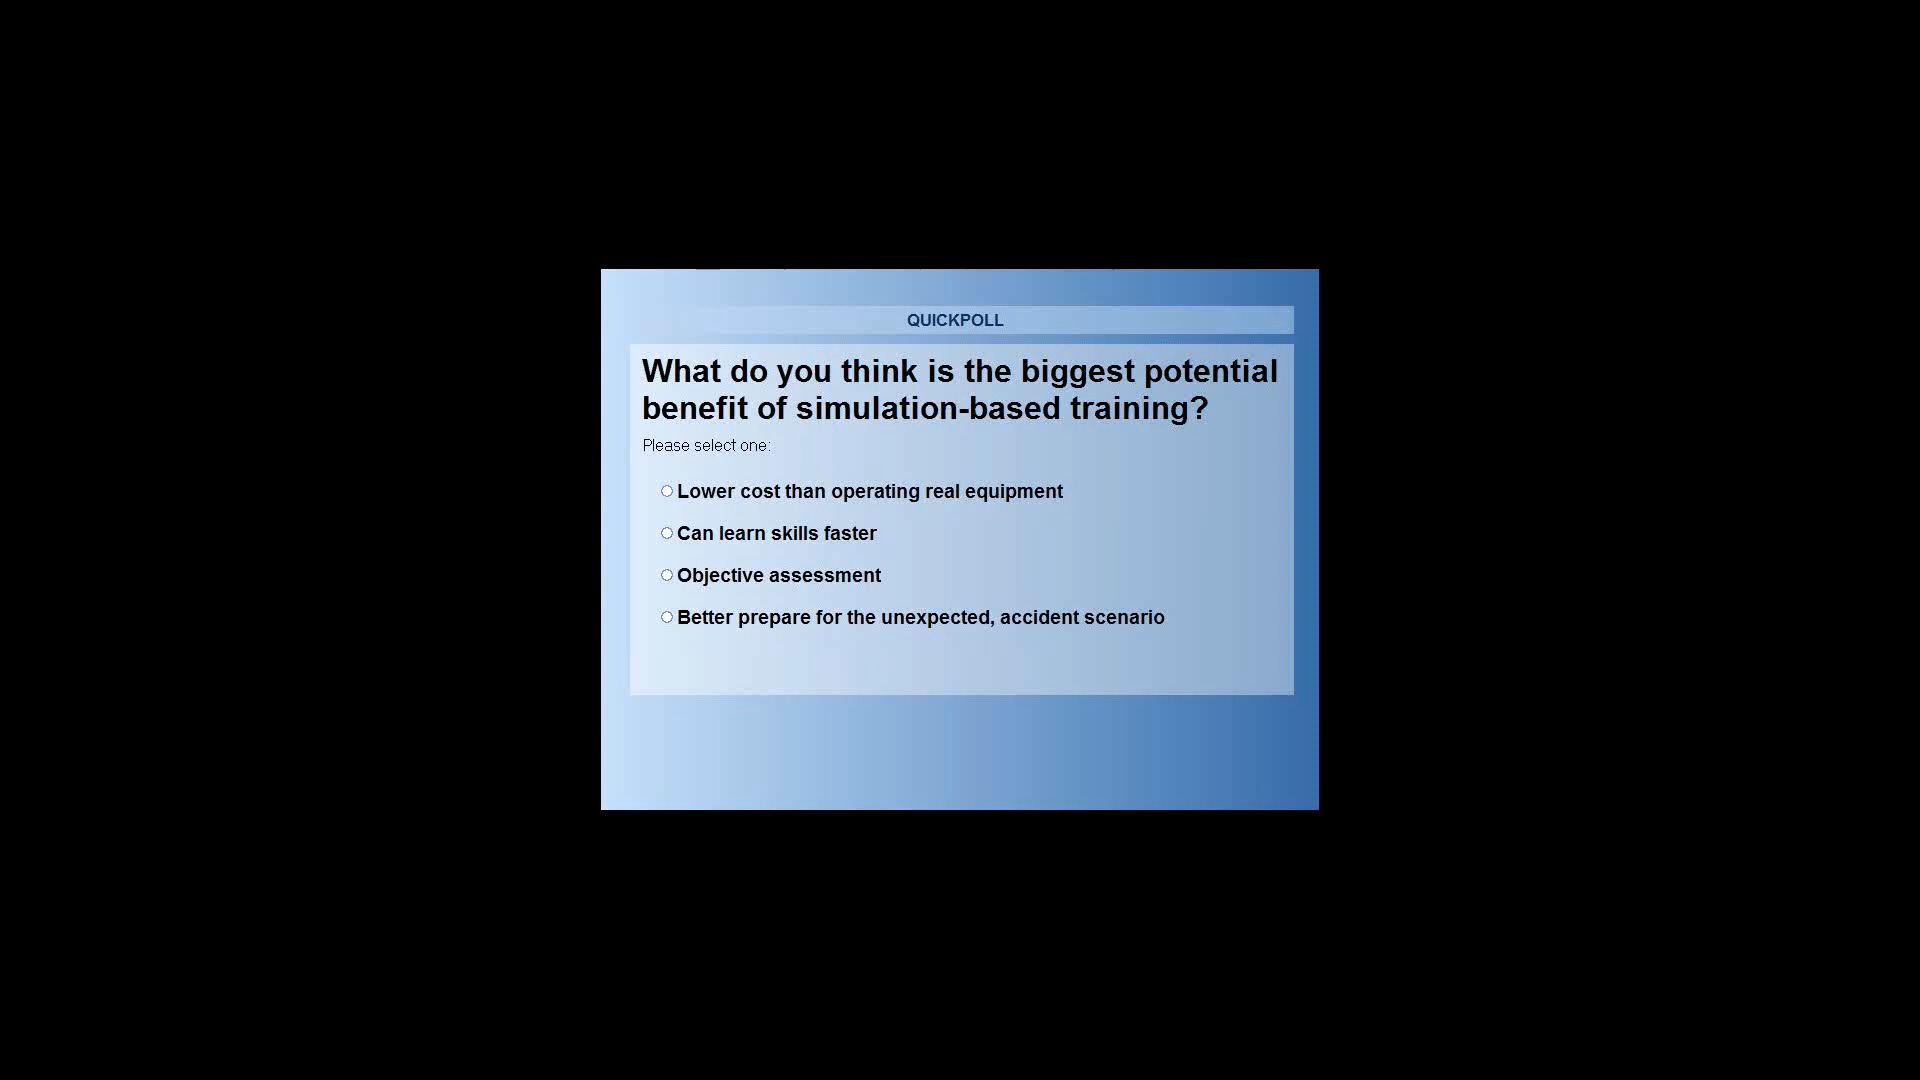 QUICKPOLL
What do you think is the biggest potential
benefit of simulation-based training?
Please select one:
Lower cost than operating real equipment
Can learn skills faster
Objective assessment
Better prepare for the unexpected, accident scenario